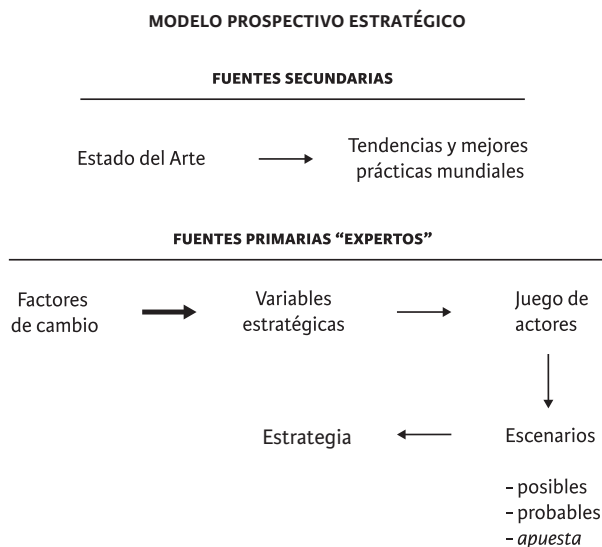 MODELO PROSPECTIVO ESTRATÉGICO
FUENTES SECUNDARIAS
Estado del Arte
Tendencias y mejores
prácticas mundiales
FUENTES PRIMARIAS “EXPERTOS”
Factores
de cambio
Variables
estratégicas
Juego de
actores
Estrategia
Escenarios
- posibles
- probables
- apuesta